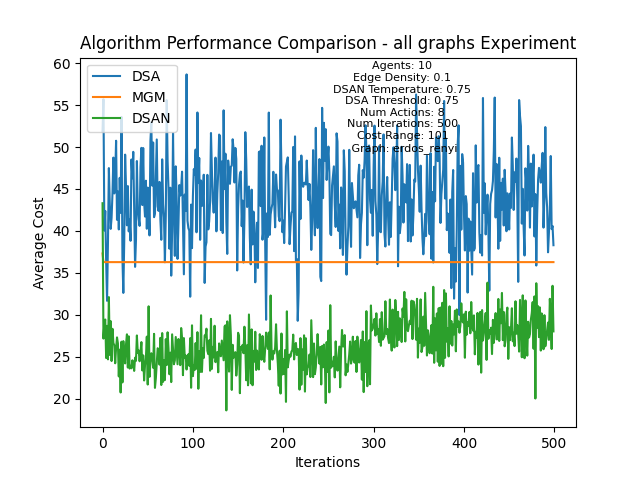 Algorithm Performance Comparison - all graphs Experiment
DSA
MGM
DSAN
Agents: 10
Edge Density: 0.1
DSAN Temperature: 0.75
DSA Threshold: 0.75
Num Actions: 8
Num Iterations: 500
Cost Range: 101
Graph: erdos_renyi
Average Cost
60
55
50
45
40
35
30
25
20
0
100
200
300
400
500
Iterations